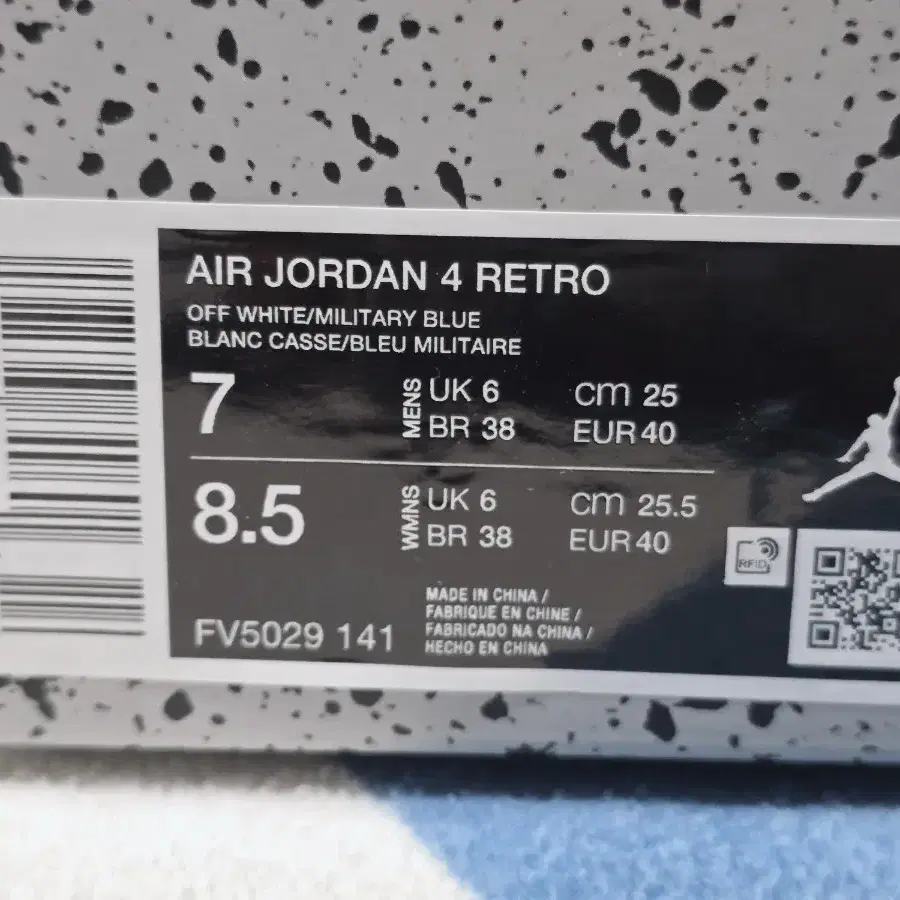 AIR JORDAN 4 RETRO
OFF WHITE/MILITARY BLUE
BLANC CASSE/BLEU MILITAIRE
7 MENS UK 6 cm 25
BR 38 EUR 40
8.5 WMNS UK 6 cm 25.5
BR 38 EUR 40
FV5029 141
MADE IN CHINA /
FABRIQUE EN CHINE /
FABRICADO NA CHINA /
HECHO EN CHINA
RFID